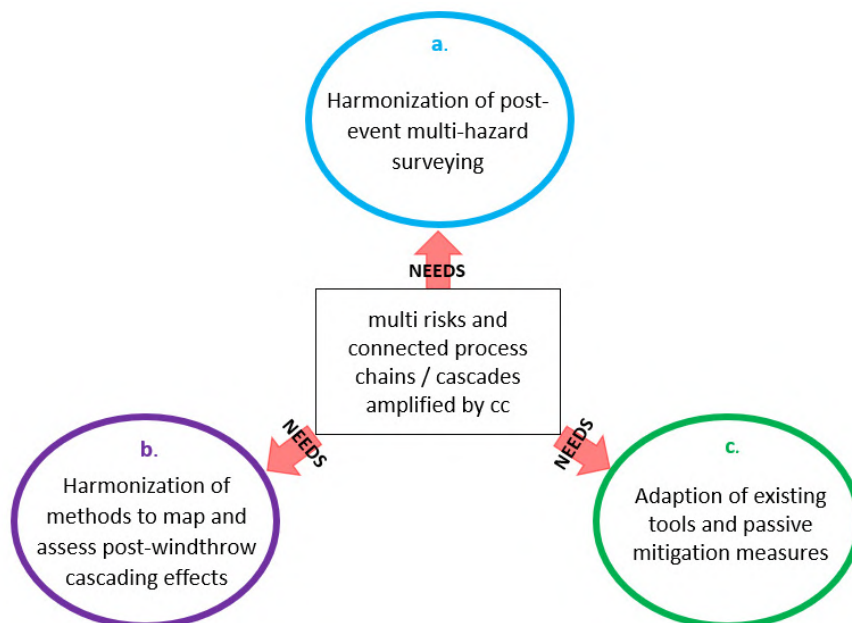 a.
Harmonization of post-
event multi-hazard
surveying
NEEDS
multi risks and
connected process
chains / cascades
amplified by cc
NEEDS
NEEDS
b.
Harmonization of
methods to map and
assess post-windthrow
cascading effects
c.
Adaption of existing
tools and passive
mitigation measures